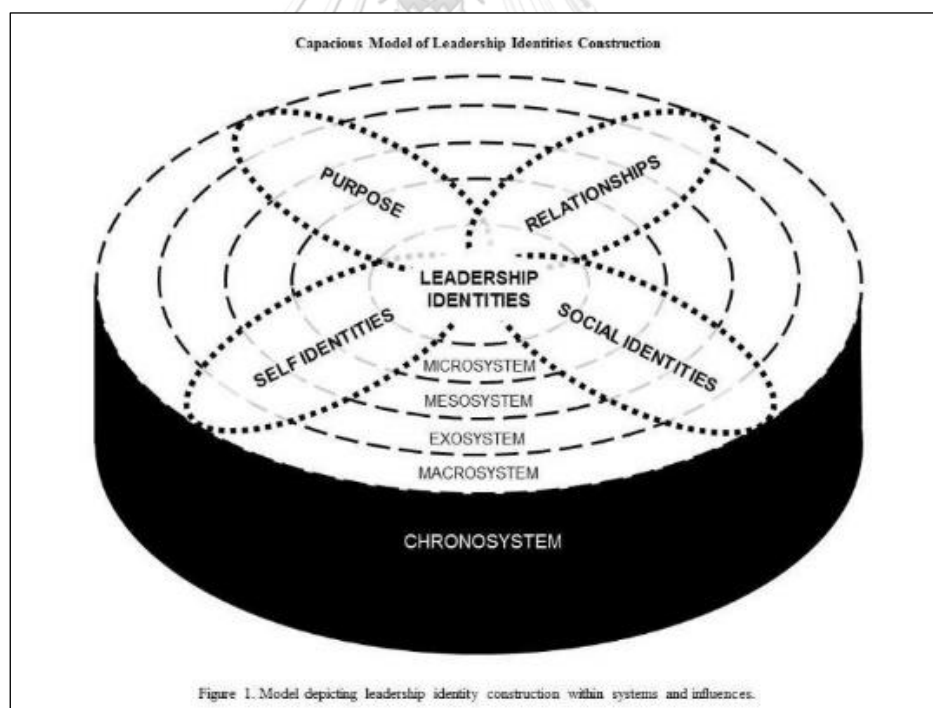 Capacious Model of Leadership Identities Construction
PURPOSE
RELATIONSHIPS
LEADERSHIP
IDENTITIES
SELF IDENTITIES
SOCIAL IDENTITIES
MICROSYSTEM
MESOSYSTEM
EXOSYSTEM
MACROSYSTEM
CHRONOSYSTEM
Figure 1. Model depicting leadership identity construction within systems and influences.